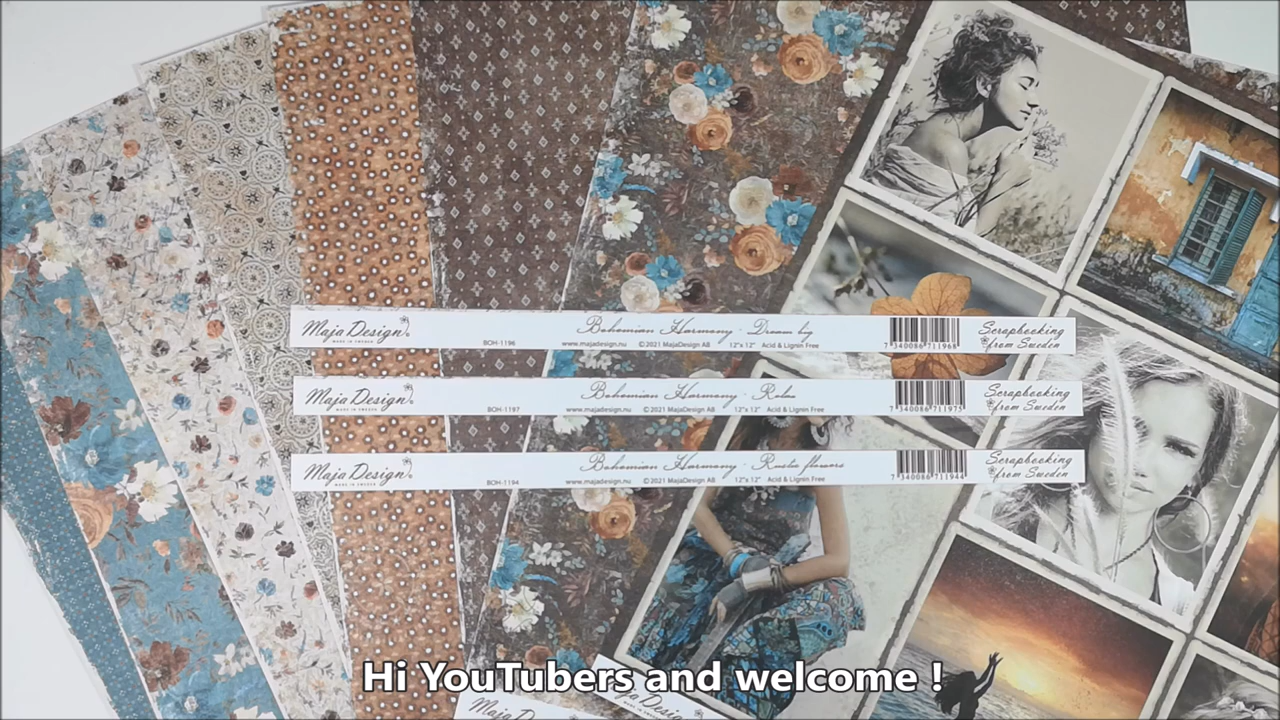 Maja Design
MADE IN SWEDEN
BOH-1196
Bohemian Harmony - Dream big
www.majadesign.nu ©2021 MajaDesign AB 12"x 12" Acid & Lignin Free
7 340086 711968
Scrapbooking
from Sweden
Maja Design
MADE IN SWEDEN
BOH-1197
Bohemian Harmony - Relax
www.majadesign.nu ©2021 MajaDesign AB 12"x 12" Acid & Lignin Free
7 340086 711975
Scrapbooking
from Sweden
Maja Design
MADE IN SWEDEN
BOH-1194
Bohemian Harmony - Rustic flowers
www.majadesign.nu ©2021 MajaDesign AB 12"x 12" Acid & Lignin Free
7 340086 711944
Scrapbooking
from Sweden
Hi YouTubers and welcome !
Maja Design
Maja Design